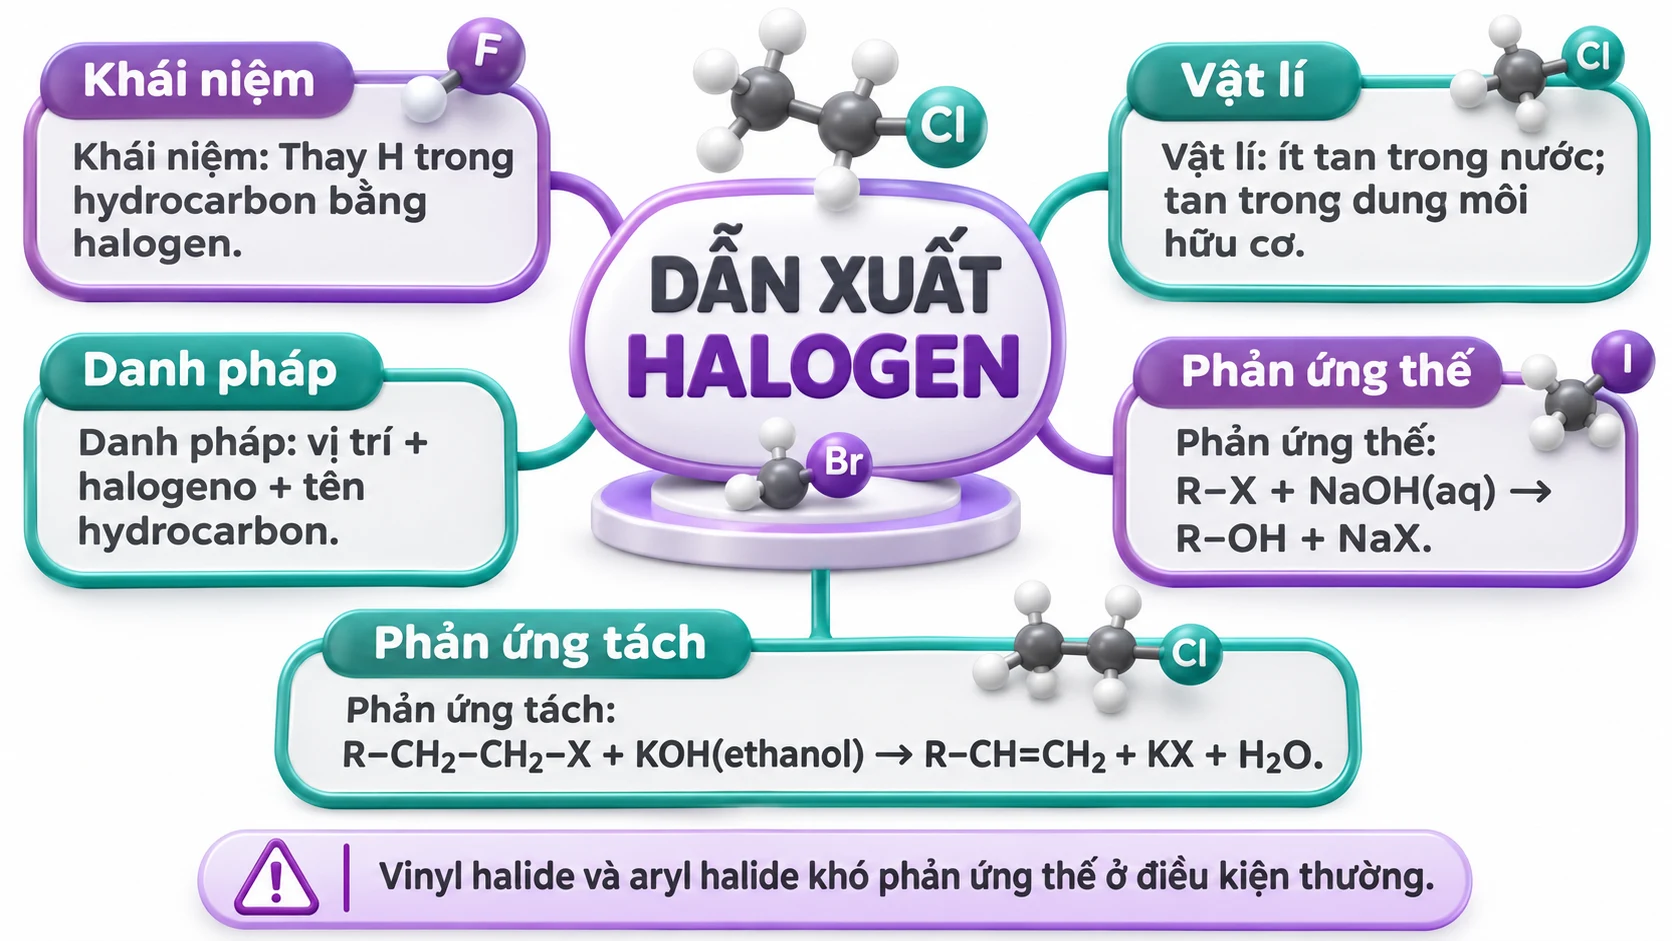 DẪN XUẤT
HALOGEN
Khái niệm
F
Khái niệm: Thay H trong
hydrocarbon bằng
halogen.
Cl
Vật lí
Cl
Vật lí: ít tan trong nước;
tan trong dung môi
hữu cơ.
Danh pháp
Danh pháp: vị trí +
halogeno + tên
hydrocarbon.
Br
Phản ứng thế
I
Phản ứng thế:
R–X + NaOH(aq) →
R–OH + NaX.
Phản ứng tách
Cl
Phản ứng tách:
R–CH₂–CH₂–X + KOH(ethanol) → R–CH=CH₂ + KX + H₂O.
Vinyl halide và aryl halide khó phản ứng thế ở điều kiện thường.